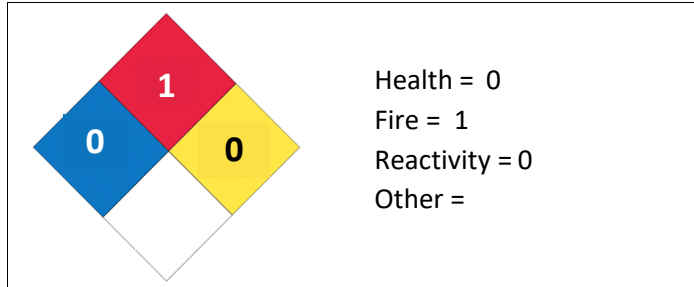 1
0
0
Health = 0
Fire = 1
Reactivity = 0
Other =